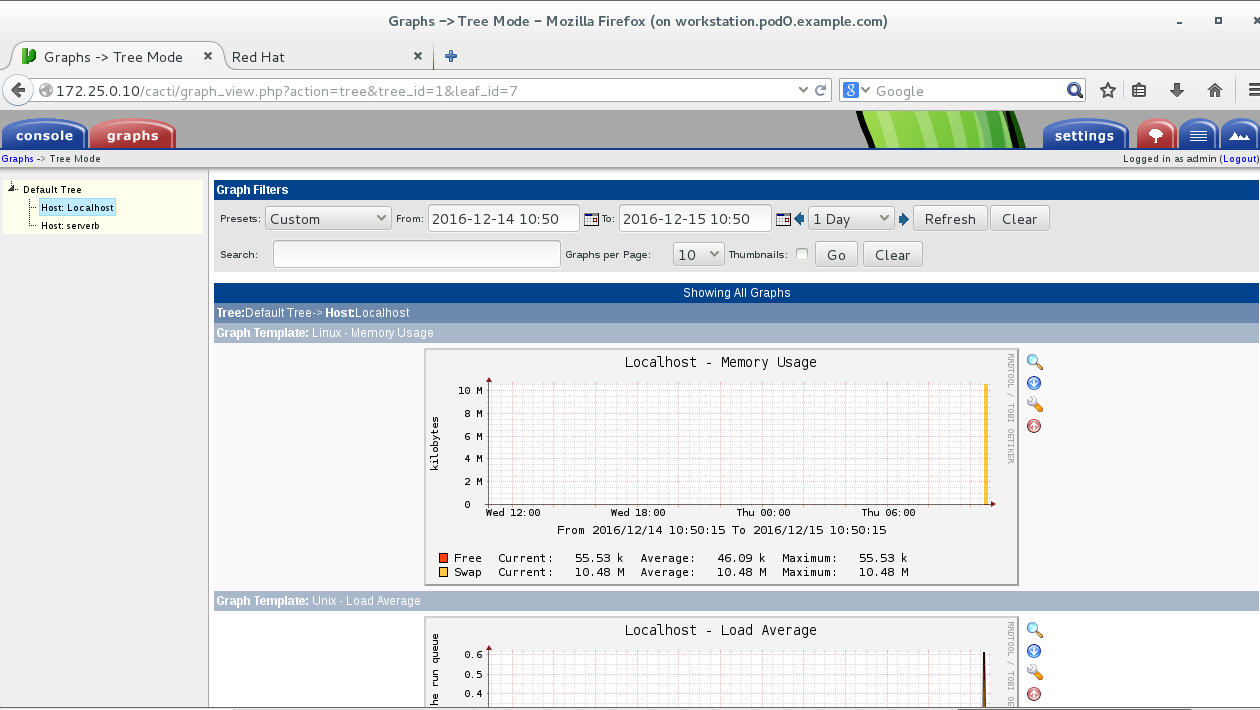 Graphs -> Tree Mode - Mozilla Firefox (on workstation.pod0.example.com)
Graphs -> Tree Mode
Red Hat
172.25.0.10/cacti/graph_view.php?action=tree&tree_id=1&leaf_id=7
Google
console
graphs
settings
Graphs -> Tree Mode
Logged in as admin (Logout)
Default Tree
Host: Localhost
Host: serverb
Graph Filters
Presets: Custom From: 2016-12-14 10:50 To: 2016-12-15 10:50 1 Day Refresh Clear
Search: Graphs per Page: 10 Thumbnails: Go Clear
Showing All Graphs
Tree:Default Tree-> Host:Localhost
Graph Template: Linux - Memory Usage
Localhost - Memory Usage
RRDTOOL / TOBI OETIKER
kilobytes
10 M
8 M
6 M
4 M
2 M
0
Wed 12:00 Wed 18:00 Thu 00:00 Thu 06:00
From 2016/12/14 10:50:15 To 2016/12/15 10:50:15
Free Current: 55.53 k Average: 46.09 k Maximum: 55.53 k
Swap Current: 10.48 M Average: 10.48 M Maximum: 10.48 M
Graph Template: Unix - Load Average
Localhost - Load Average
RRDTOOL / TOBI OE
he run queue
0.6
0.5
0.4